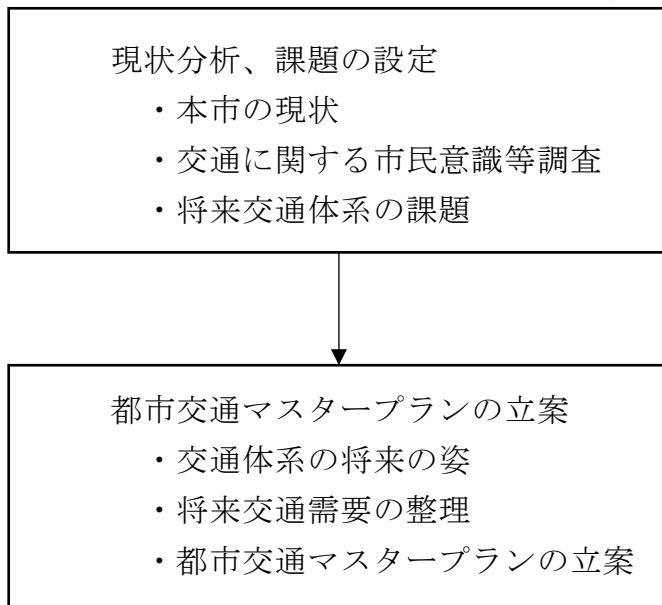 現状分析、課題の設定
・本市の現状
・交通に関する市民意識等調査
・将来交通体系の課題
都市交通マスタープランの立案
・交通体系の将来の姿
・将来交通需要の整理
・都市交通マスタープランの立案